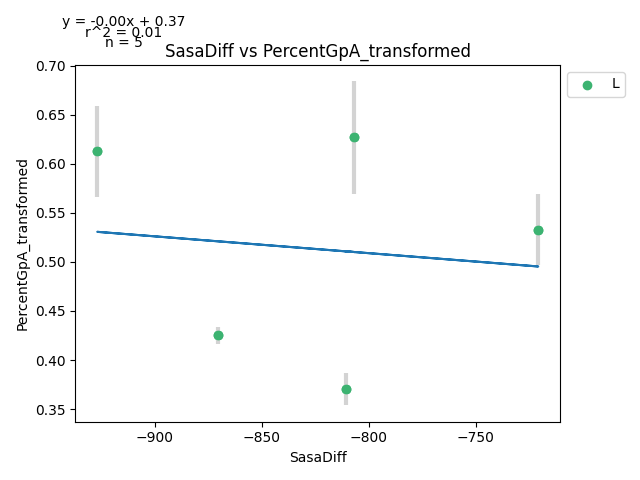 y = -0.00x + 0.37
r^2 = 0.01
n = 5
SasaDiff vs PercentGpA_transformed
L
PercentGpA_transformed
0.70
0.65
0.60
0.55
0.50
0.45
0.40
0.35
−900
−850
−800
−750
SasaDiff